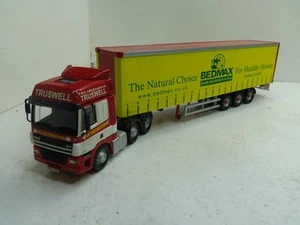 TRUSWELL
TRUSWELL
The Natural Choice
BEDMAX
For Healthy Horses
www.bedmax.co.uk